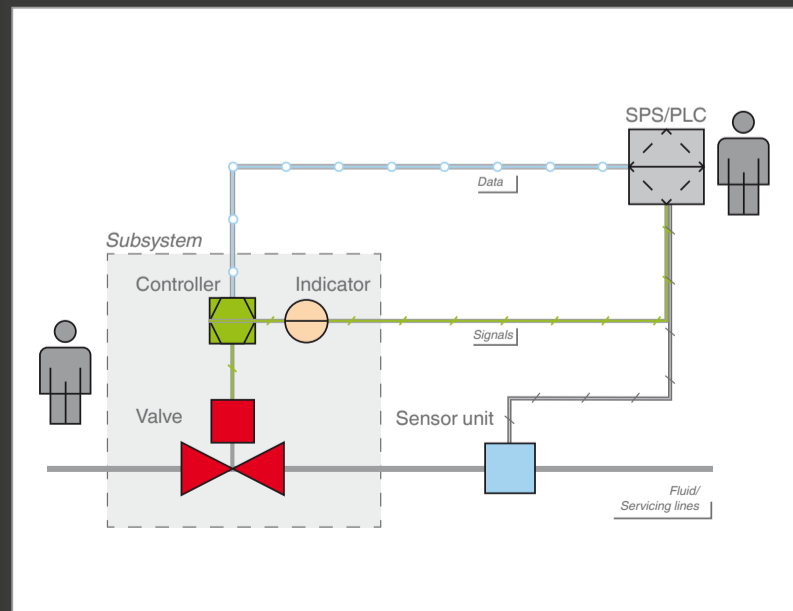 SPS/PLC
Data
Subsystem
Controller
Indicator
Signals
Valve
Sensor unit
Fluid/
Servicing lines